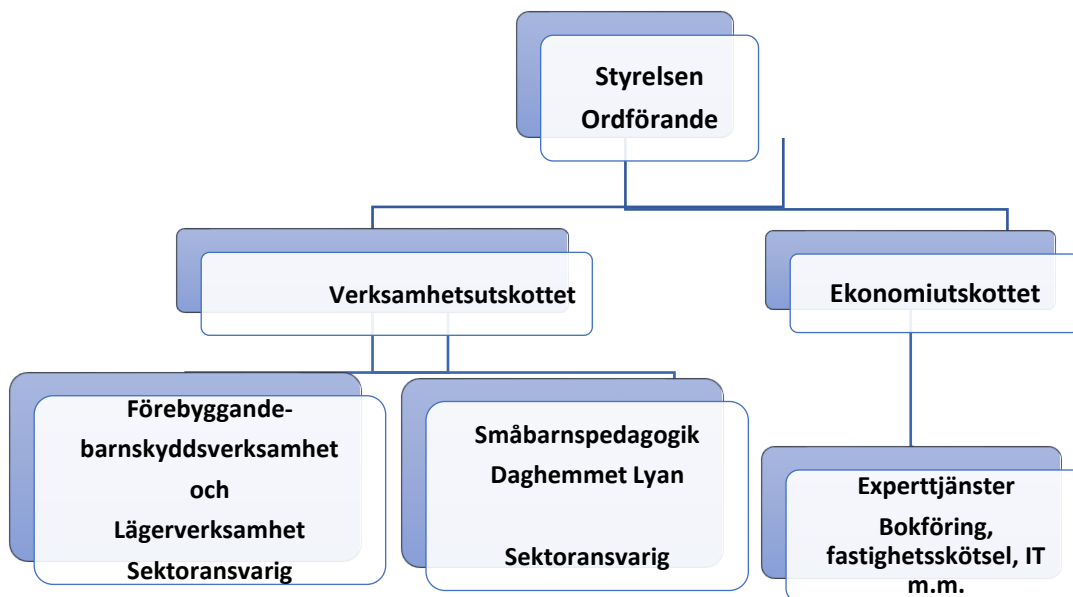 Styrelsen
Ordförande
Verksamhetsutskottet
Ekonomiutskottet
Förebyggande-
barnskyddsverksamhet
och
Lägerverksamhet
Sektoransvarig
Småbarnspedagogik
Daghemmet Lyan
Sektoransvarig
Experttjänster
Bokföring,
fastighetsskötsel, IT
m.m.